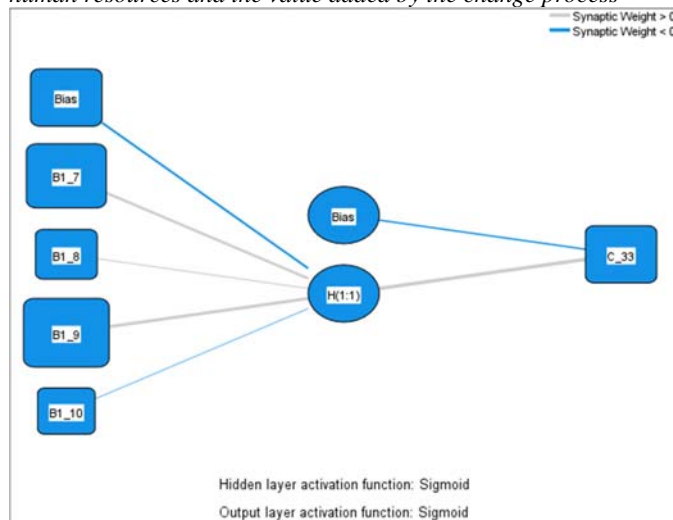 human resources and the value added by the change process
Synaptic Weight > 0
Synaptic Weight < 0
Bias
B1_7
B1_8
B1_9
B1_10
Bias
H(1:1)
C_33
Hidden layer activation function: Sigmoid
Output layer activation function: Sigmoid